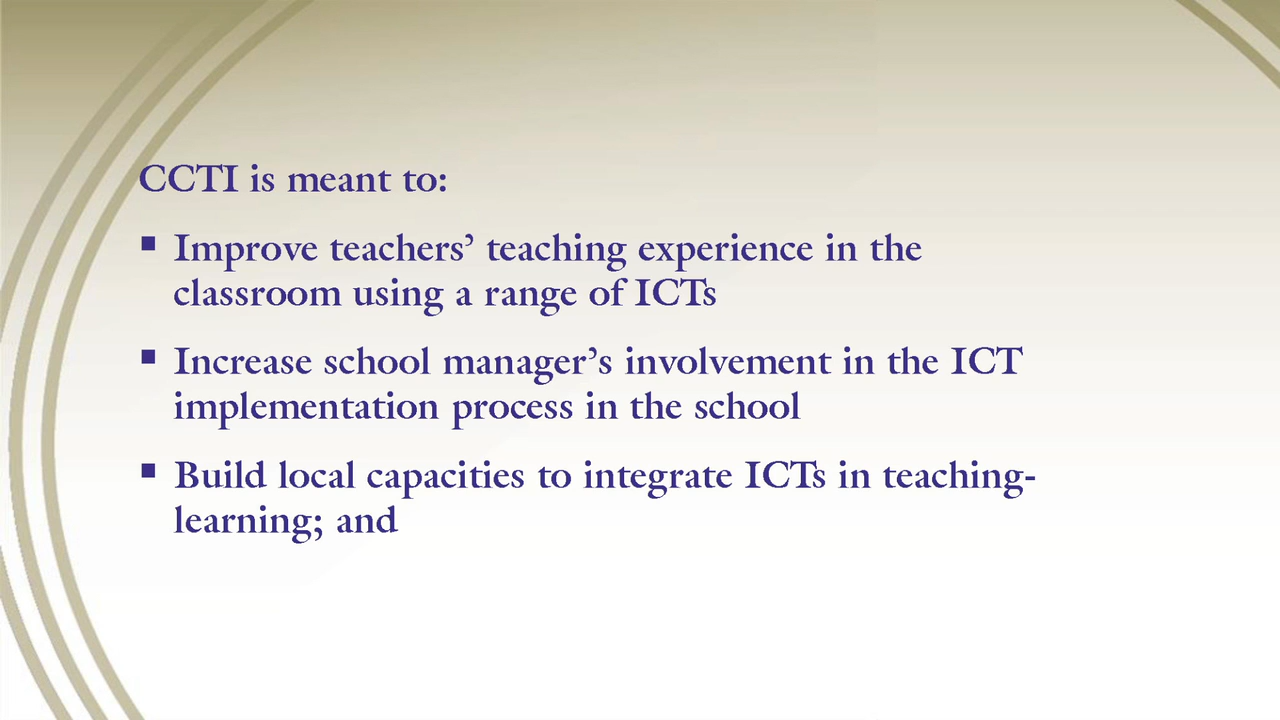 CCTI is meant to:
▪ Improve teachers’ teaching experience in the
classroom using a range of ICTs
▪ Increase school manager’s involvement in the ICT
implementation process in the school
▪ Build local capacities to integrate ICTs in teaching-
learning; and